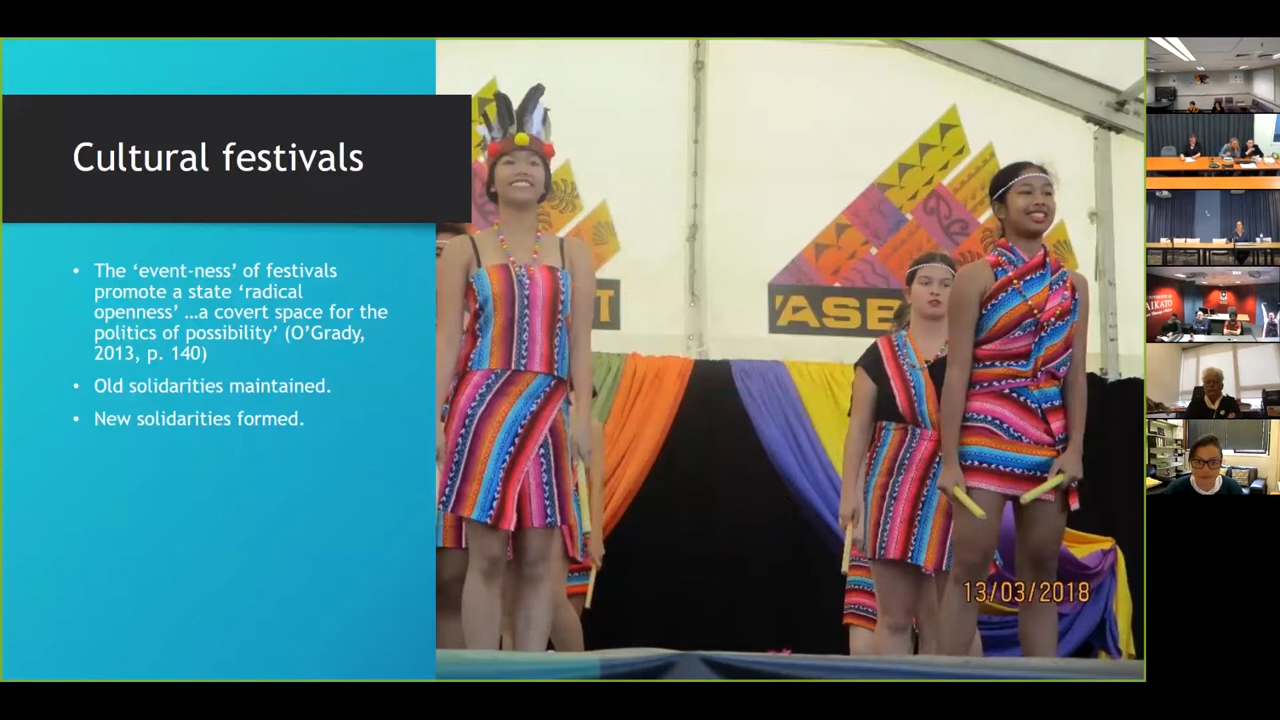 Cultural festivals
• The ‘event-ness’ of festivals
promote a state ‘radical
openness’ …a covert space for the
politics of possibility’ (O’Grady,
2013, p. 140)
• Old solidarities maintained.
• New solidarities formed.
T
'ASB
13/03/2018
AIKATO